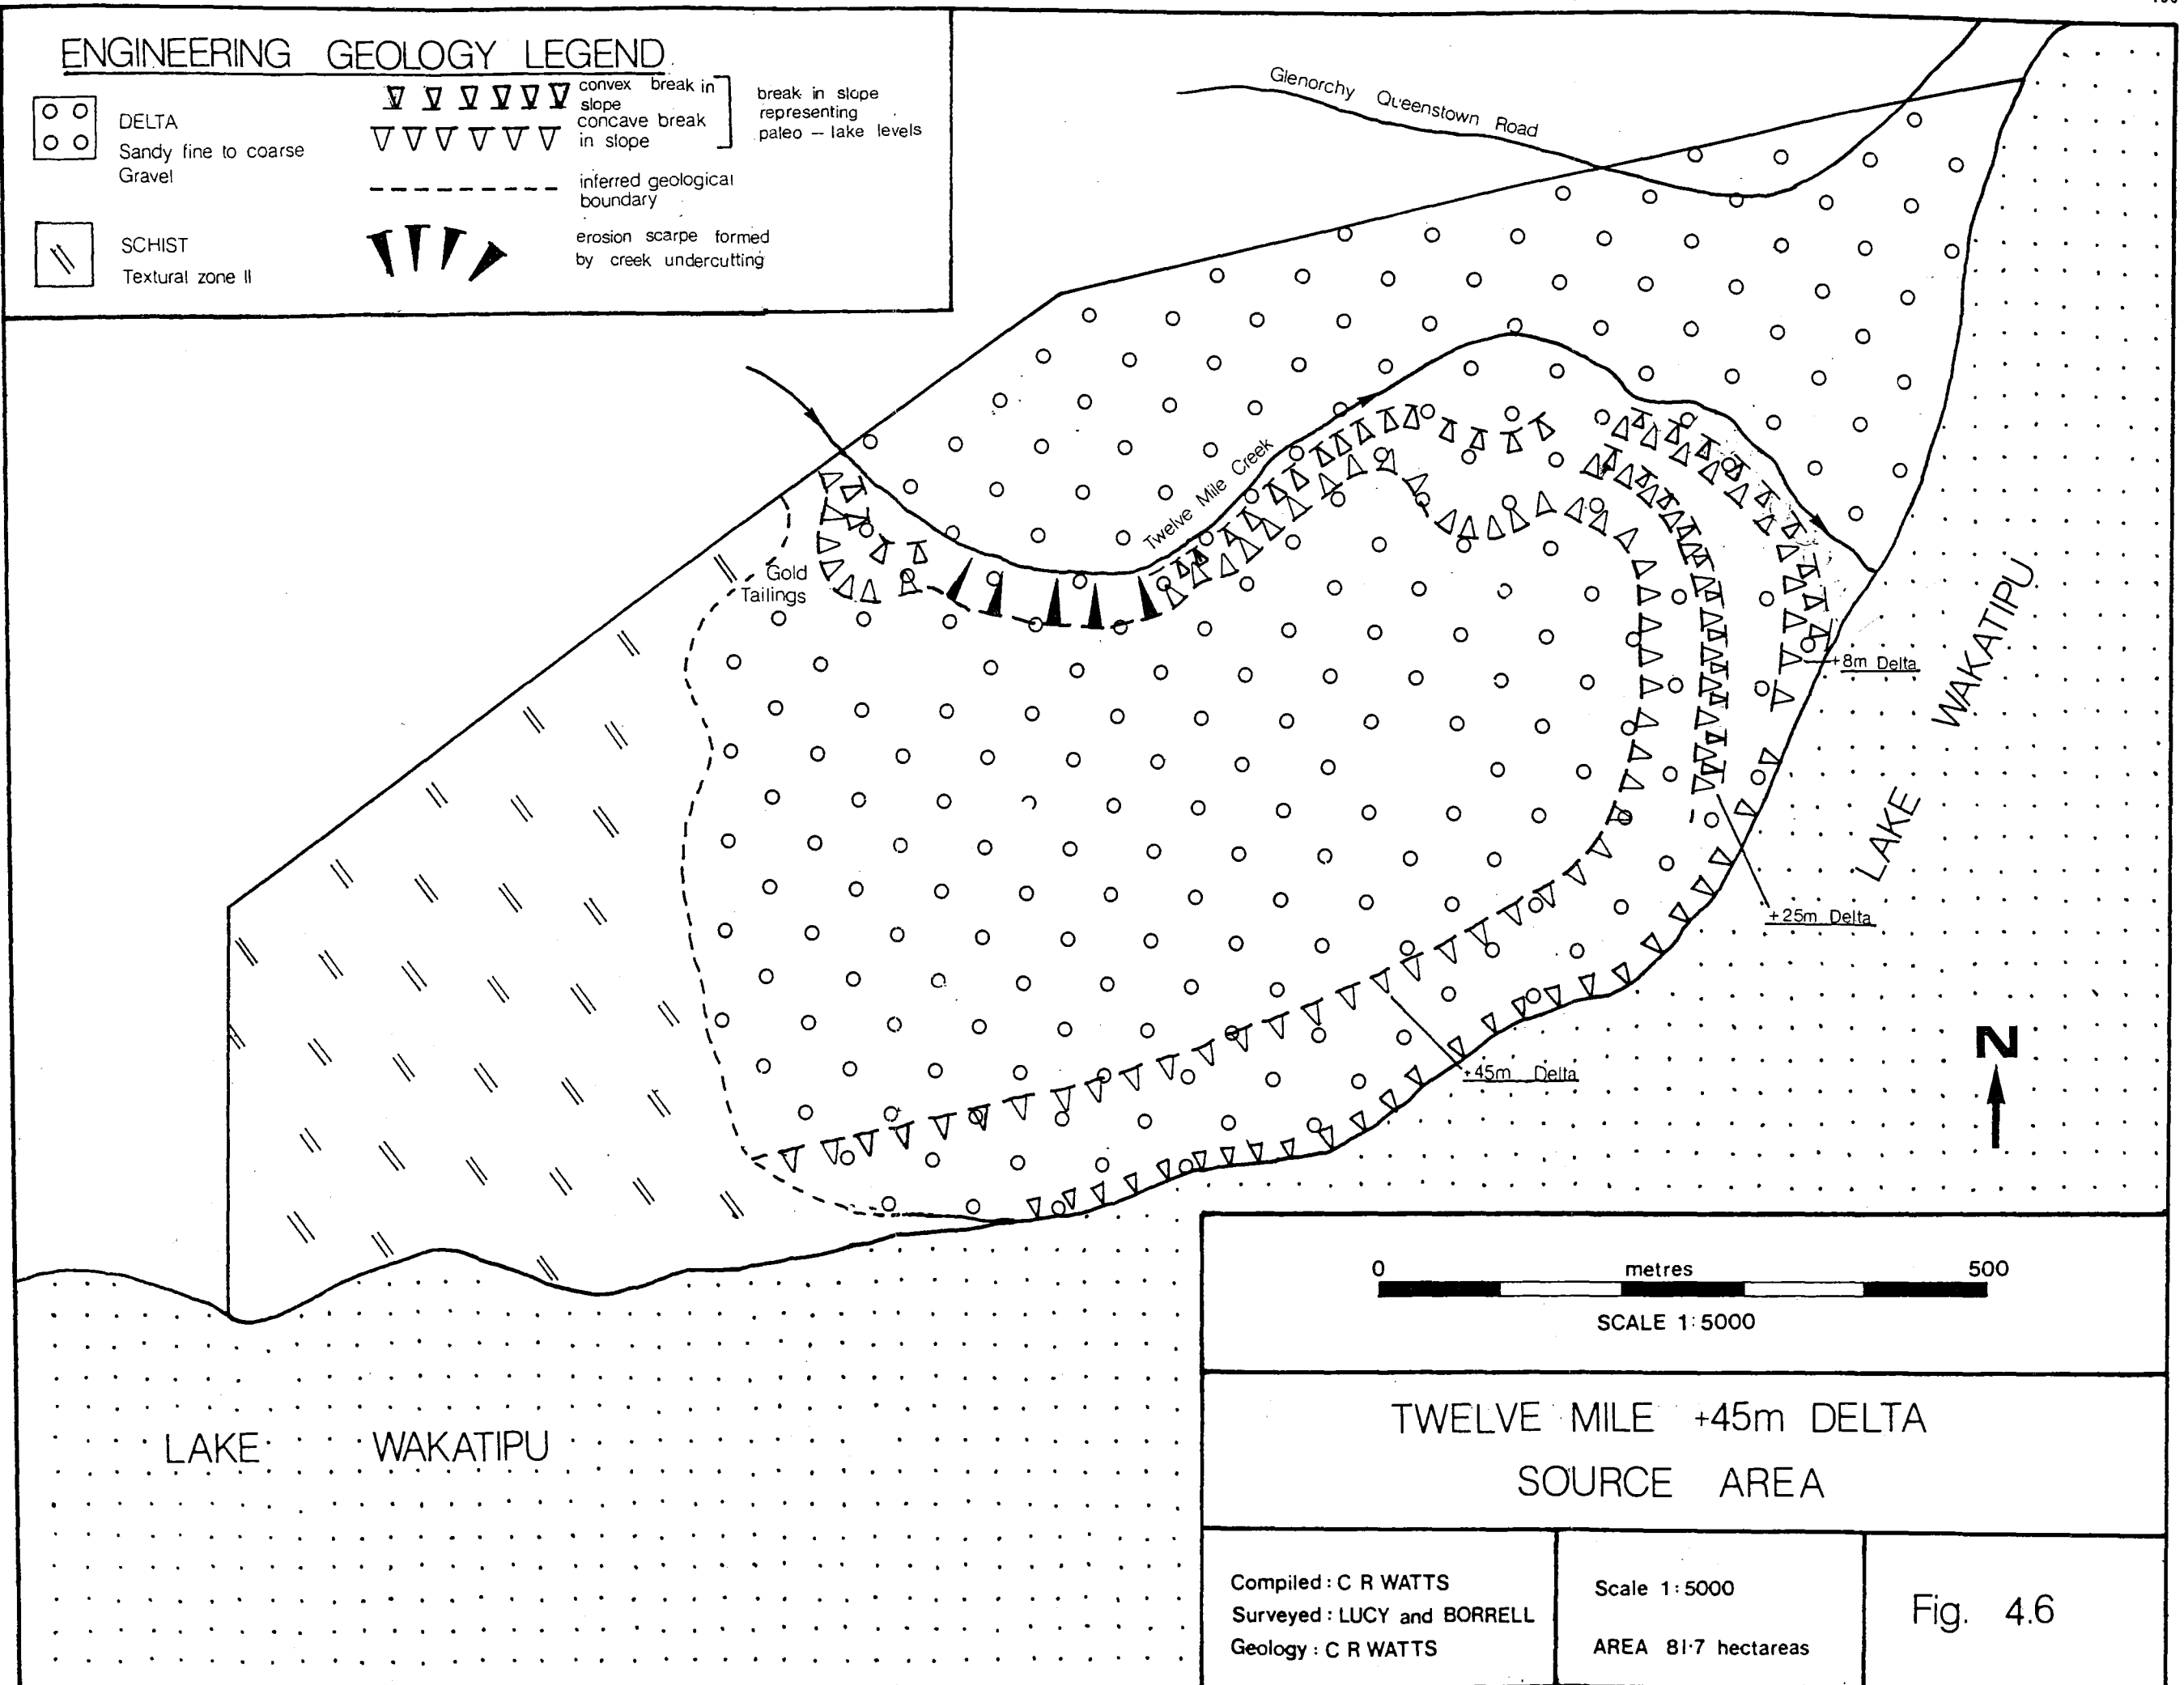 ENGINEERING GEOLOGY LEGEND
DELTA
Sandy fine to coarse
Gravel
SCHIST
Textural zone II
convex break in
slope
concave break
in slope
break in slope
representing
paleo - lake levels
inferred geological
boundary
erosion scarpe formed
by creek undercutting
Glenorchy Queenstown Road
Twelve Mile Creek
Gold
Tailings
+8m Delta
LAKE WAKATIPU
+25m Delta
+45m Delta
N
LAKE WAKATIPU
0 metres 500
SCALE 1:5000
TWELVE MILE +45m DELTA
SOURCE AREA
Compiled : C R WATTS
Surveyed : LUCY and BORRELL
Geology : C R WATTS
Scale 1:5000
AREA 81·7 hectareas
Fig. 4.6